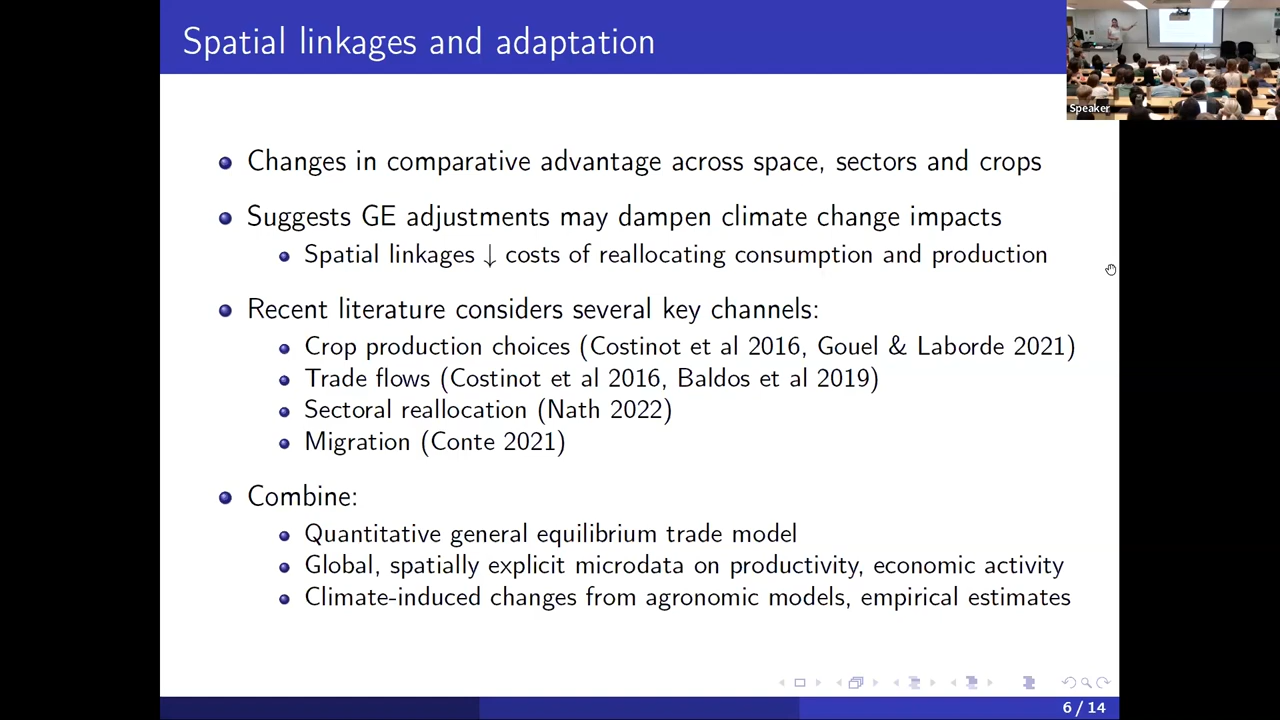 Spatial linkages and adaptation
Speaker
Changes in comparative advantage across space, sectors and crops
Suggests GE adjustments may dampen climate change impacts
Spatial linkages ↓ costs of reallocating consumption and production
Recent literature considers several key channels:
Crop production choices (Costinot et al 2016, Gouel & Laborde 2021)
Trade flows (Costinot et al 2016, Baldos et al 2019)
Sectoral reallocation (Nath 2022)
Migration (Conte 2021)
Combine:
Quantitative general equilibrium trade model
Global, spatially explicit microdata on productivity, economic activity
Climate-induced changes from agronomic models, empirical estimates
6 / 14